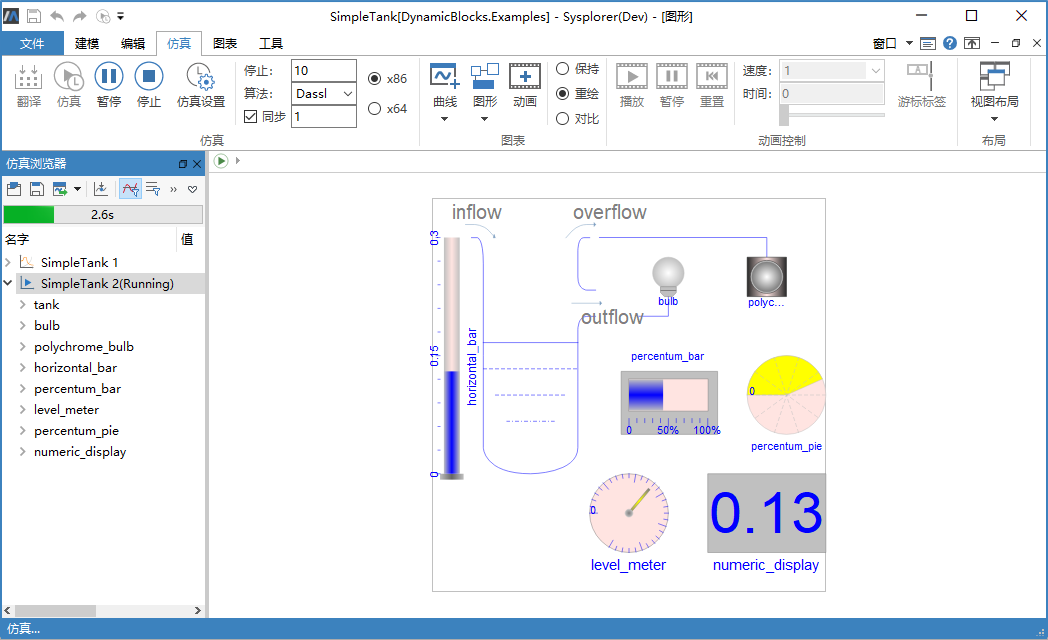 SimpleTank[DynamicBlocks.Examples] - Sysplorer(Dev) - [图形]
文件 建模 编辑 仿真 图表 工具 窗口
停止: 10 x86 保持 速度: 1
算法: Dassl 重绘 时间: 0
同步 1 x64 对比
翻译 仿真 暂停 停止 仿真设置 曲线 图形 动画 播放 暂停 重置 游标标签 视图布局
仿真 图表 动画控制 布局
仿真浏览器
2.6s
名字 值
SimpleTank 1
SimpleTank 2(Running)
tank
bulb
polychrome_bulb
horizontal_bar
percentum_bar
level_meter
percentum_pie
numeric_display
inflow overflow
0.3
bulb polyc...
outflow
0.15
horizontal_bar
percentum_bar
0
0 50% 100%
percentum_pie
0
0.
0.13
level_meter numeric_display
仿真...